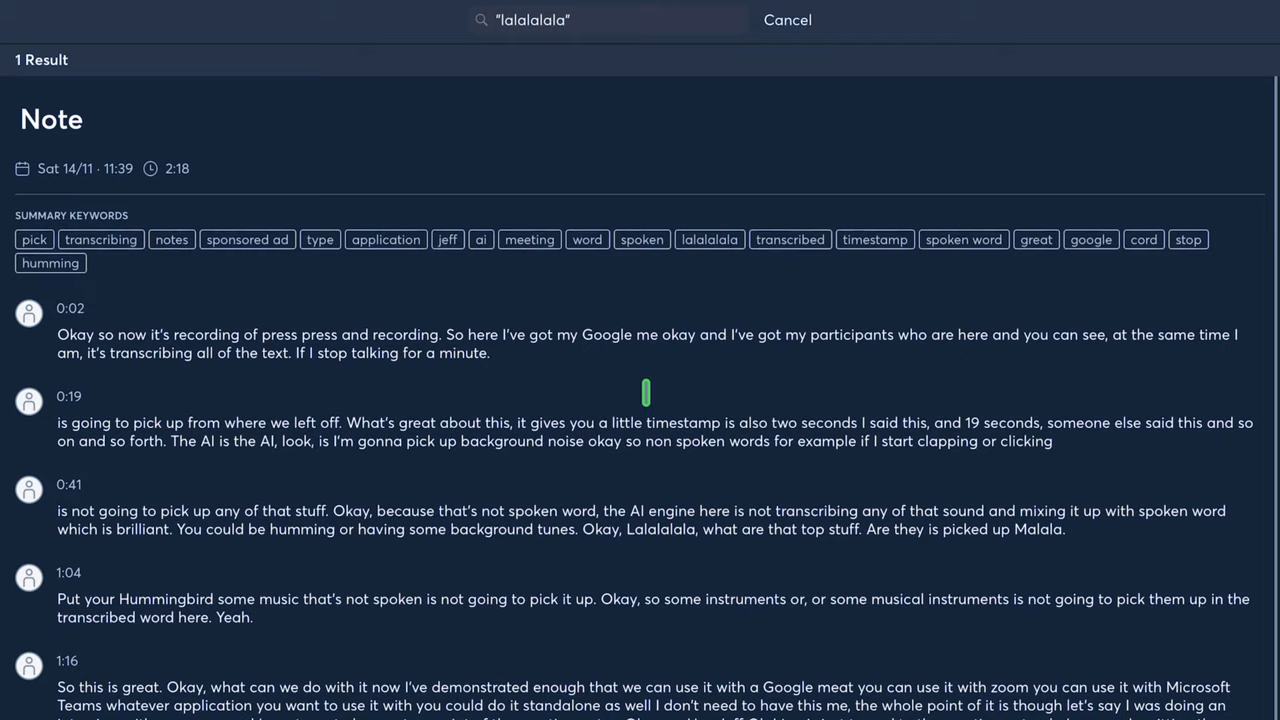 "lalalalala"
Cancel
1 Result
Note
Sat 14/11 · 11:39 2:18
SUMMARY KEYWORDS
pick transcribing notes sponsored ad type application jeff ai meeting word spoken lalalalala transcribed timestamp spoken word great google cord stop
humming
0:02
Okay so now it's recording of press press and recording. So here I've got my Google me okay and I've got my participants who are here and you can see, at the same time I
am, it's transcribing all of the text. If I stop talking for a minute.
0:19
is going to pick up from where we left off. What's great about this, it gives you a little timestamp is also two seconds I said this, and 19 seconds, someone else said this and so
on and so forth. The AI is the AI, look, is I'm gonna pick up background noise okay so non spoken words for example if I start clapping or clicking
0:41
is not going to pick up any of that stuff. Okay, because that's not spoken word, the AI engine here is not transcribing any of that sound and mixing it up with spoken word
which is brilliant. You could be humming or having some background tunes. Okay, Lalalalala, what are that top stuff. Are they is picked up Malala.
1:04
Put your Hummingbird some music that's not spoken is not going to pick it up. Okay, so some instruments or, or some musical instruments is not going to pick them up in the
transcribed word here. Yeah.
1:16
So this is great. Okay, what can we do with it now I've demonstrated enough that we can use it with a Google meat you can use it with zoom you can use it with Microsoft
Teams whatever application you want to use it with you could do it standalone as well I don't need to have this me, the whole point of it is though let's say I was doing an